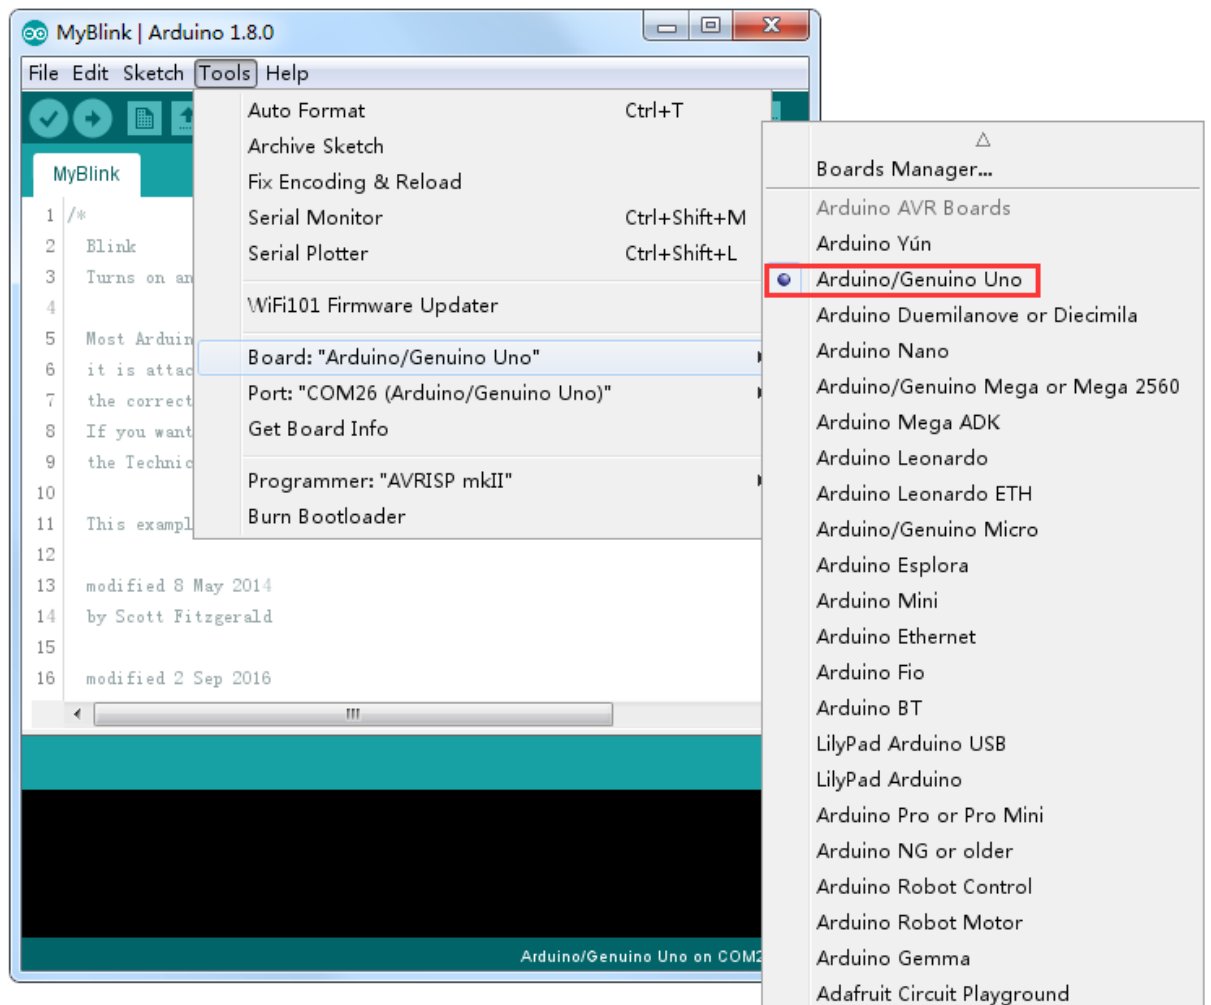 MyBlink | Arduino 1.8.0
File Edit Sketch Tools Help
MyBlink
1 /*
2 Blink
3 Turns on an
4
5 Most Arduin
6 it is attac
7 the correct
8 If you want
9 the Technic
10
11 This exampl
12
13 modified 8 May 2014
14 by Scott Fitzgerald
15
16 modified 2 Sep 2016
Arduino/Genuino Uno on COM2
Auto Format Ctrl+T
Archive Sketch
Fix Encoding & Reload
Serial Monitor Ctrl+Shift+M
Serial Plotter Ctrl+Shift+L
WiFi101 Firmware Updater
Board: "Arduino/Genuino Uno"
Port: "COM26 (Arduino/Genuino Uno)"
Get Board Info
Programmer: "AVRISP mkII"
Burn Bootloader
Boards Manager...
Arduino AVR Boards
Arduino Yún
Arduino/Genuino Uno
Arduino Duemilanove or Diecimila
Arduino Nano
Arduino/Genuino Mega or Mega 2560
Arduino Mega ADK
Arduino Leonardo
Arduino Leonardo ETH
Arduino/Genuino Micro
Arduino Esplora
Arduino Mini
Arduino Ethernet
Arduino Fio
Arduino BT
LilyPad Arduino USB
LilyPad Arduino
Arduino Pro or Pro Mini
Arduino NG or older
Arduino Robot Control
Arduino Robot Motor
Arduino Gemma
Adafruit Circuit Playground